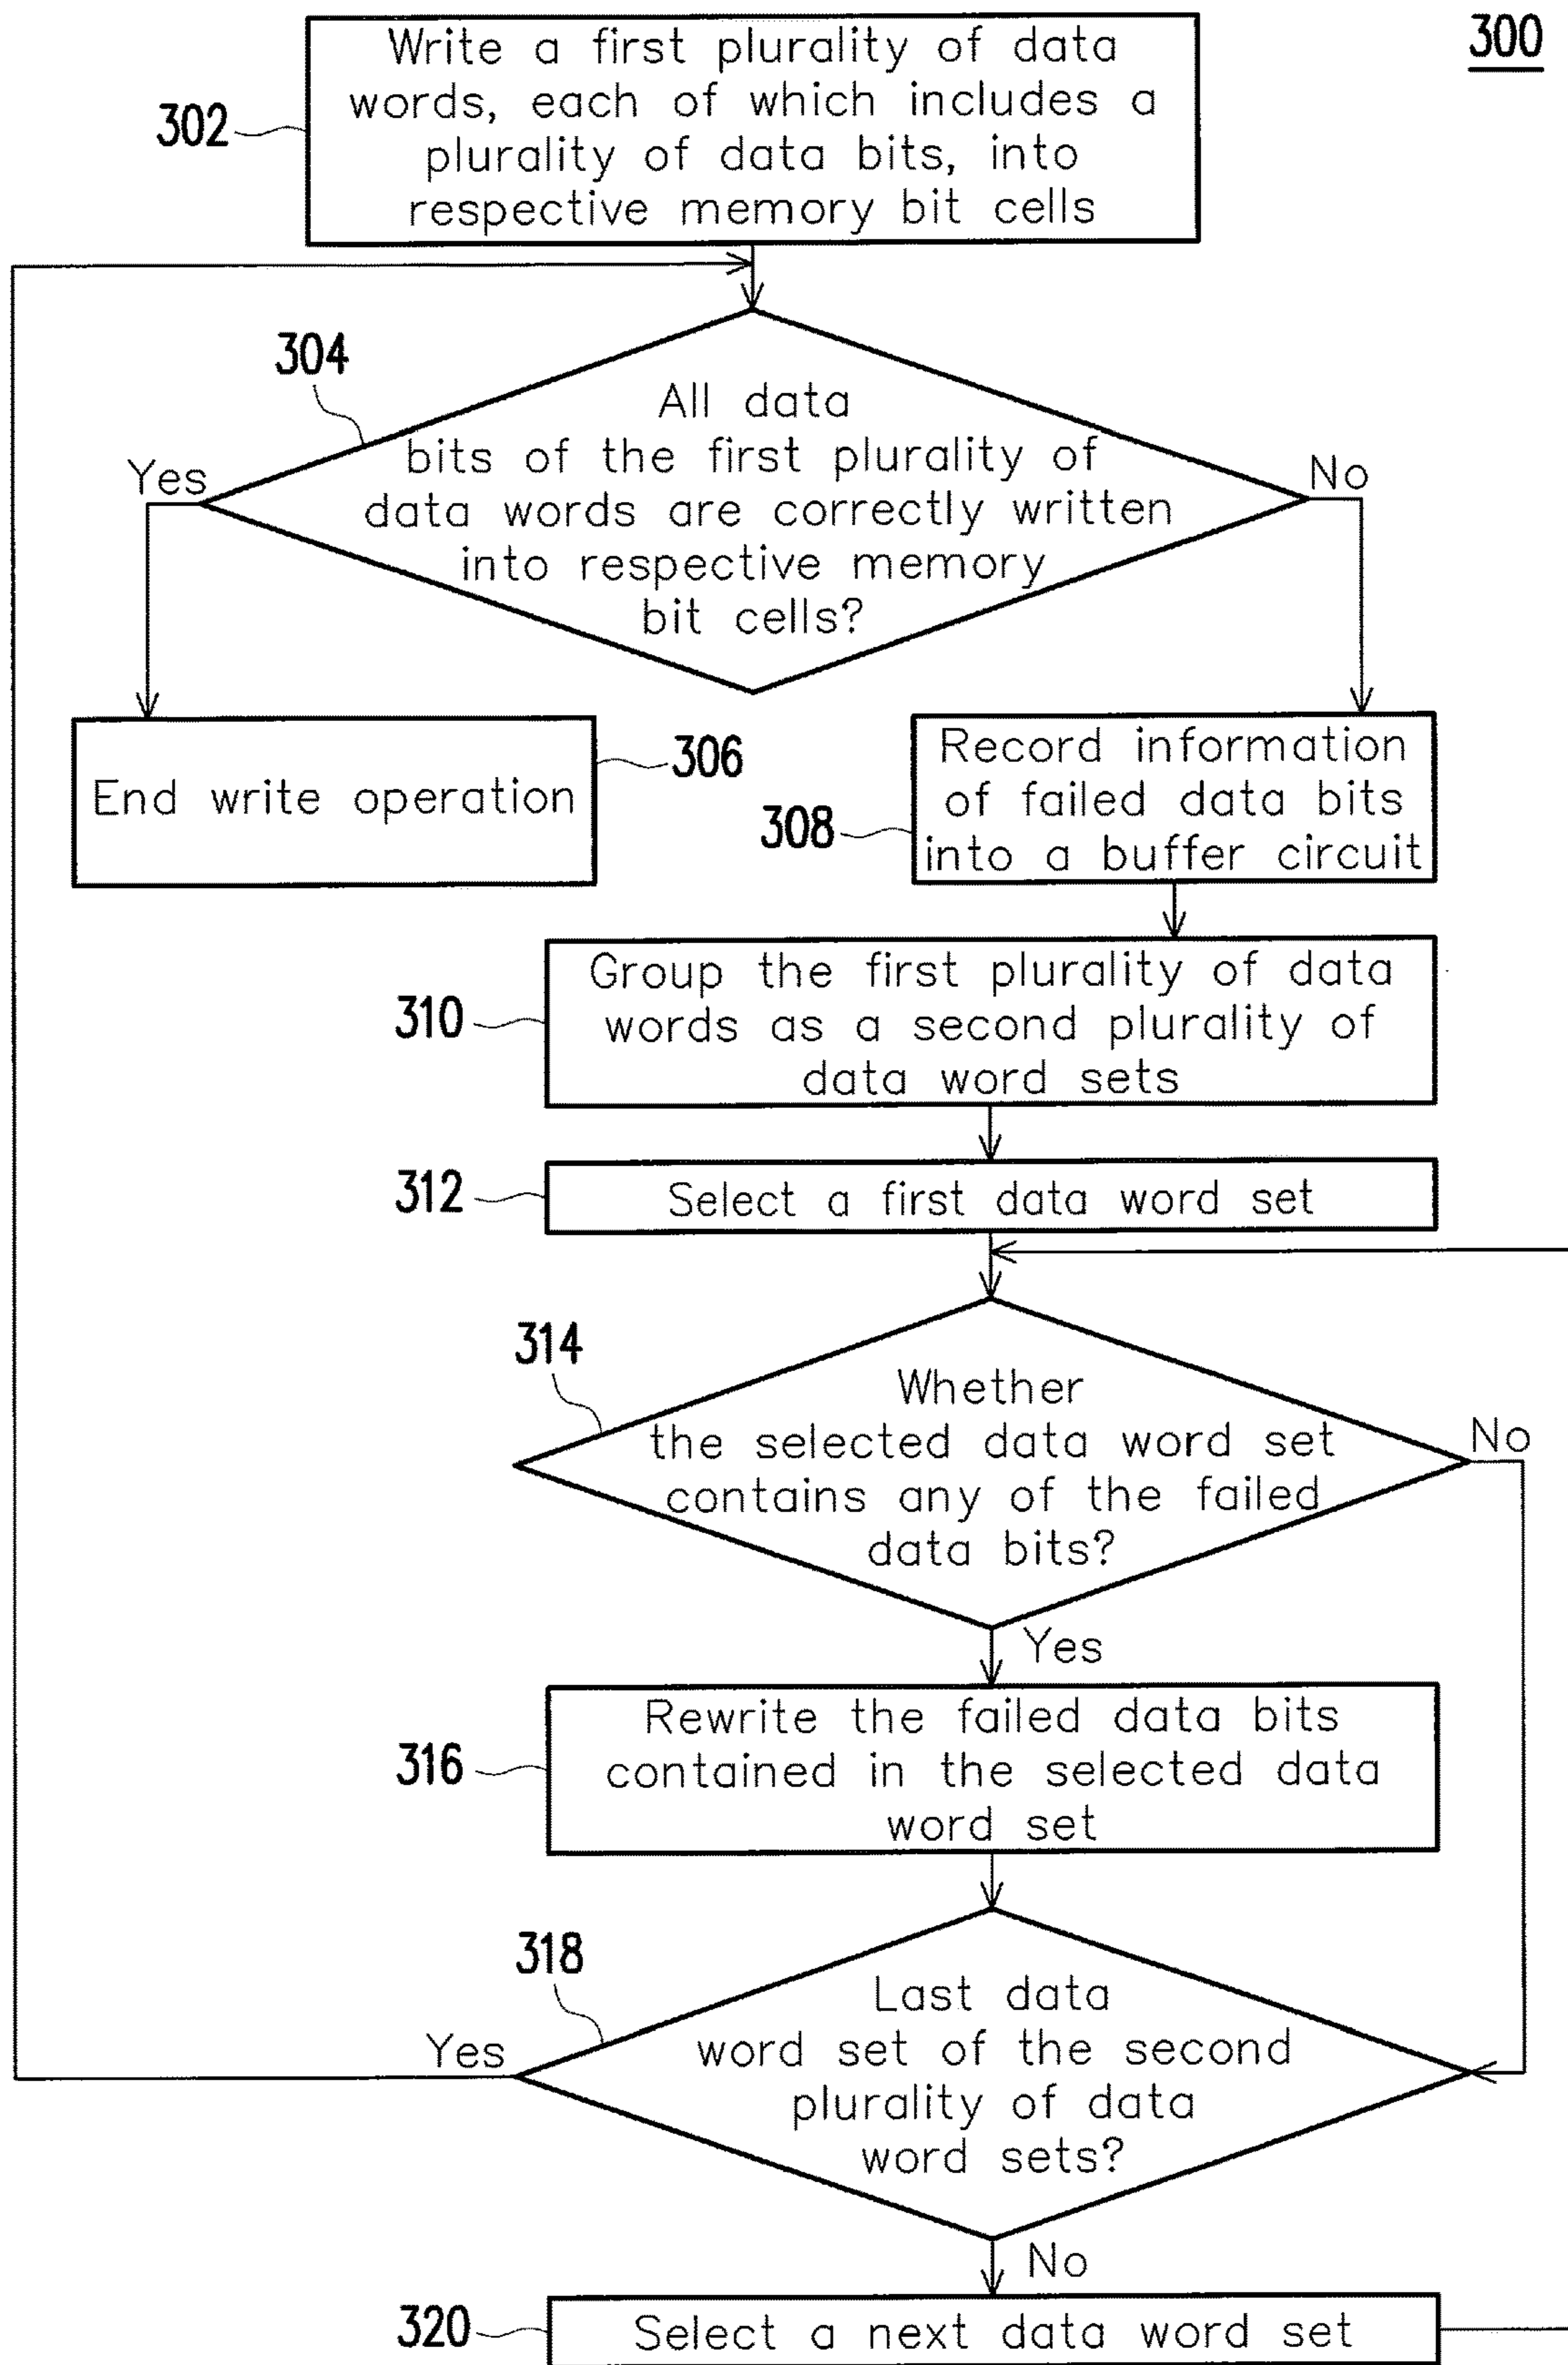 300
Write a first plurality of data
words, each of which includes a
plurality of data bits, into
respective memory bit cells
302
304
All data
bits of the first plurality of
data words are correctly written
into respective memory
bit cells?
Yes
No
End write operation
306
Record information
of failed data bits
into a buffer circuit
308
Group the first plurality of data
words as a second plurality of
data word sets
310
312
Select a first data word set
314
Whether
the selected data word set
contains any of the failed
data bits?
No
Yes
Rewrite the failed data bits
contained in the selected data
word set
316
318
Last data
word set of the second
plurality of data
word sets?
Yes
No
320
Select a next data word set